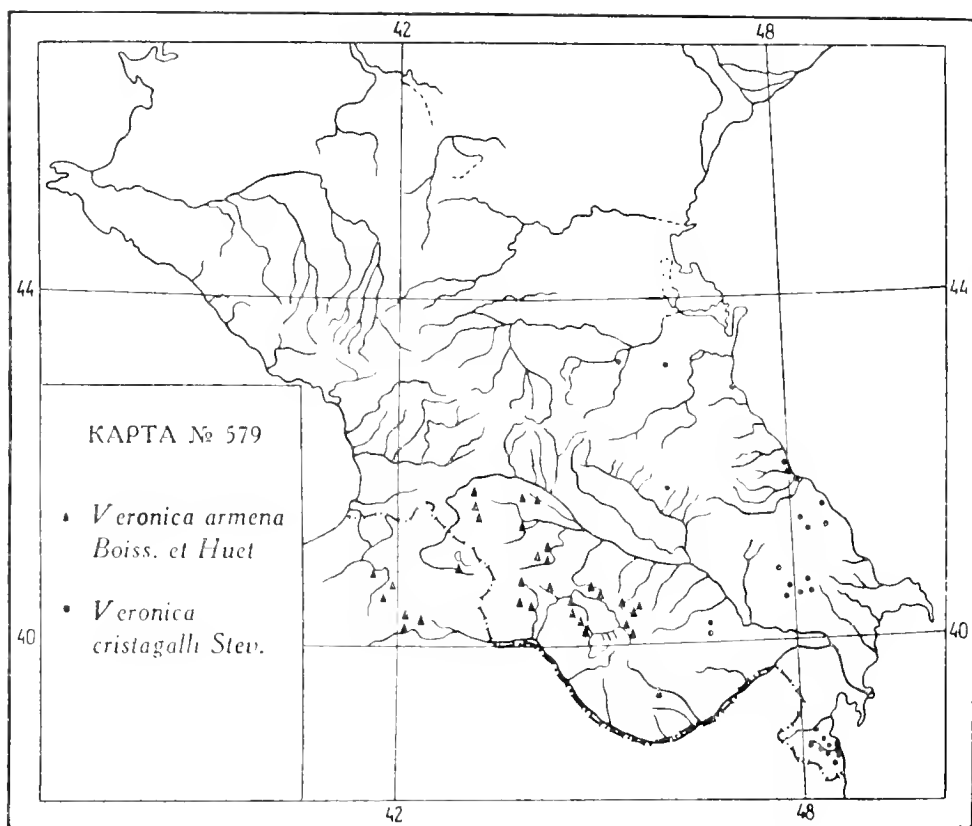 42 48
44 44
КАРТА № 579
Veronica armena
Boiss. et Huet
Veronica
cristagalli Stev.
40 40
42 48